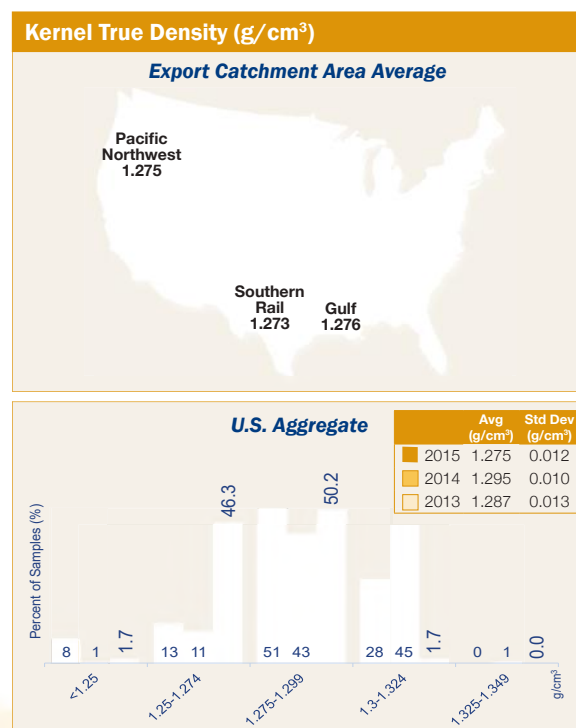 Kernel True Density (g/cm³)
Export Catchment Area Average
Pacific
Northwest
1.275
Southern
Rail
1.273
Gulf
1.276
U.S. Aggregate
Avg Std Dev
(g/cm³) (g/cm³)
2015 1.275 0.012
2014 1.295 0.010
2013 1.287 0.013
Percent of Samples (%)
8 1 1.7 13 11 46.3 51 43 50.2 28 45 1.7 0 1 0.0
<1.25 1.25-1.274 1.275-1.299 1.3-1.324 1.325-1.349 g/cm³